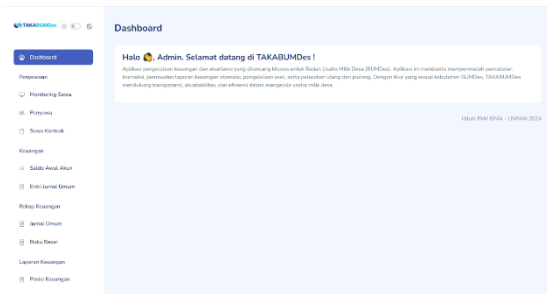 TAKABUMDes
Dashboard
Dashboard
Halo 👋, Admin. Selamat datang di TAKABUMDes !
Aplikasi pengelolaan keuangan dan akuntansi yang dirancang khusus untuk Badan Usaha Milik Desa (BUMDes). Aplikasi ini membantu mempermudah pencatatan
transaksi, pembuatan laporan keuangan otomatis, pengelolaan aset, serta pelacakan utang dan piutang. Dengan fitur yang sesuai kebutuhan BUMDes, TAKABUMDes
mendukung transparansi, akuntabilitas, dan efisiensi dalam mengelola usaha milik desa.
Hibah PkM BIMA - UNPAM 2024
Penyewaan
Monitoring Sewa
Penyewa
Sewa Kontrak
Keuangan
Saldo Awal Akun
Entri Jurnal Umum
Rekap Keuangan
Jurnal Umum
Buku Besar
Laporan Keuangan
Posisi Keuangan